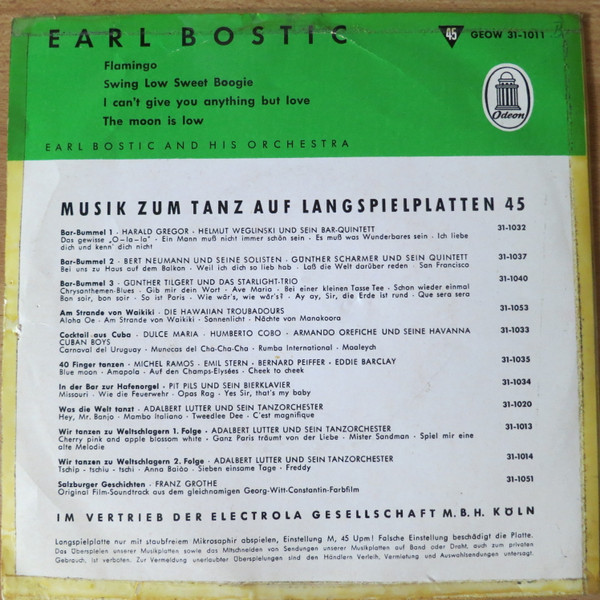 EARL BOSTIC
45 GEOW 31-1011
Flamingo
Swing Low Sweet Boogie
I can't give you anything but love
The moon is low
Odeon
EARL BOSTIC AND HIS ORCHESTRA
MUSIK ZUM TANZ AUF LANGSPIELPLATTEN 45
Bar-Bummel 1 · HARALD GREGOR · HELMUT WEGLINSKI UND SEIN BAR-QUINTETT 31-1032
Das gewisse „O-la-la" · Ein Mann muß nicht immer schön sein · Es muß was Wunderbares sein · Ich liebe
dich und kenn' dich nicht
Bar-Bummel 2 · BERT NEUMANN UND SEINE SOLISTEN · GÜNTHER SCHARMER UND SEIN QUINTETT 31-1037
Bei uns zu Haus auf dem Balkon · Weil ich dich so lieb hab · Laß die Welt darüber reden · San Francisco
Bar-Bummel 3 · GÜNTHER TILGERT UND DAS STARLIGHT-TRIO 31-1040
Chrysanthemen-Blues · Gib mir dein Wort · Ave Maria · Bei einer kleinen Tasse Tee · Schon wieder einmal
Bon soir, bon soir · So ist Paris · Wie wär's, wie wär's? · Ay ay, Sir, die Erde ist rund · Que sera sera
Am Strande von Waikiki · DIE HAWAIIAN TROUBADOURS 31-1053
Aloha Oe · Am Strande von Waikiki · Sonnenlicht · Nächte von Manakoora
Cocktail aus Cuba · DULCE MARIA · HUMBERTO COBO · ARMANDO OREFICHE UND SEINE HAVANNA 31-1033
CUBAN BOYS
Carnaval del Uruguay · Munecas del Cha-Cha-Cha · Rumba International · Maaleych
40 Finger tanzen · MICHEL RAMOS · EMIL STERN · BERNARD PEIFFER · EDDIE BARCLAY 31-1035
Blue moon · Amapola · Auf den Champs-Elysées · Cheek to cheek
In der Bar zur Hafenorgel · PIT PILS UND SEIN BIERKLAVIER 31-1034
Missouri · Wie die Feuerwehr · Opas Rag · Yes Sir, that's my baby
Was die Welt tanzt · ADALBERT LUTTER UND SEIN TANZORCHESTER 31-1020
Hey, Mr. Banjo · Mambo Italiano · Tweedlee Dee · C'est magnifique
Wir tanzen zu Weltschlagern 1. Folge · ADALBERT LUTTER UND SEIN TANZORCHESTER 31-1013
Cherry pink and apple blossom white · Ganz Paris träumt von der Liebe · Mister Sandman · Spiel mir eine
alte Melodie
Wir tanzen zu Weltschlagern 2. Folge · ADALBERT LUTTER UND SEIN TANZORCHESTER 31-1014
Tschip - tschiu - tschi · Anna Baiâo · Sieben einsame Tage · Freddy
Salzburger Geschichten · FRANZ GROTHE 31-1051
Original Film-Soundtrack aus dem gleichnamigen Georg-Witt-Constantin-Farbfilm
IM VERTRIEB DER ELECTROLA GESELLSCHAFT M.B.H. KÖLN
Langspielplatte nur mit staubfreiem Mikrosaphir abspielen, Einstellung M, 45 Upm! Falsche Einstellung beschädigt die Platte.
Das Überspielen unserer Musikplatten sowie das Mitschneiden von Sendungen unserer Musikplatten auf Band oder Draht, auch zum privaten
Gebrauch, ist verboten. Zur Vermeidung unerlaubter Überspielungen sind den Händlern Verleih, Vermietung und Auswahlsendungen untersagt.